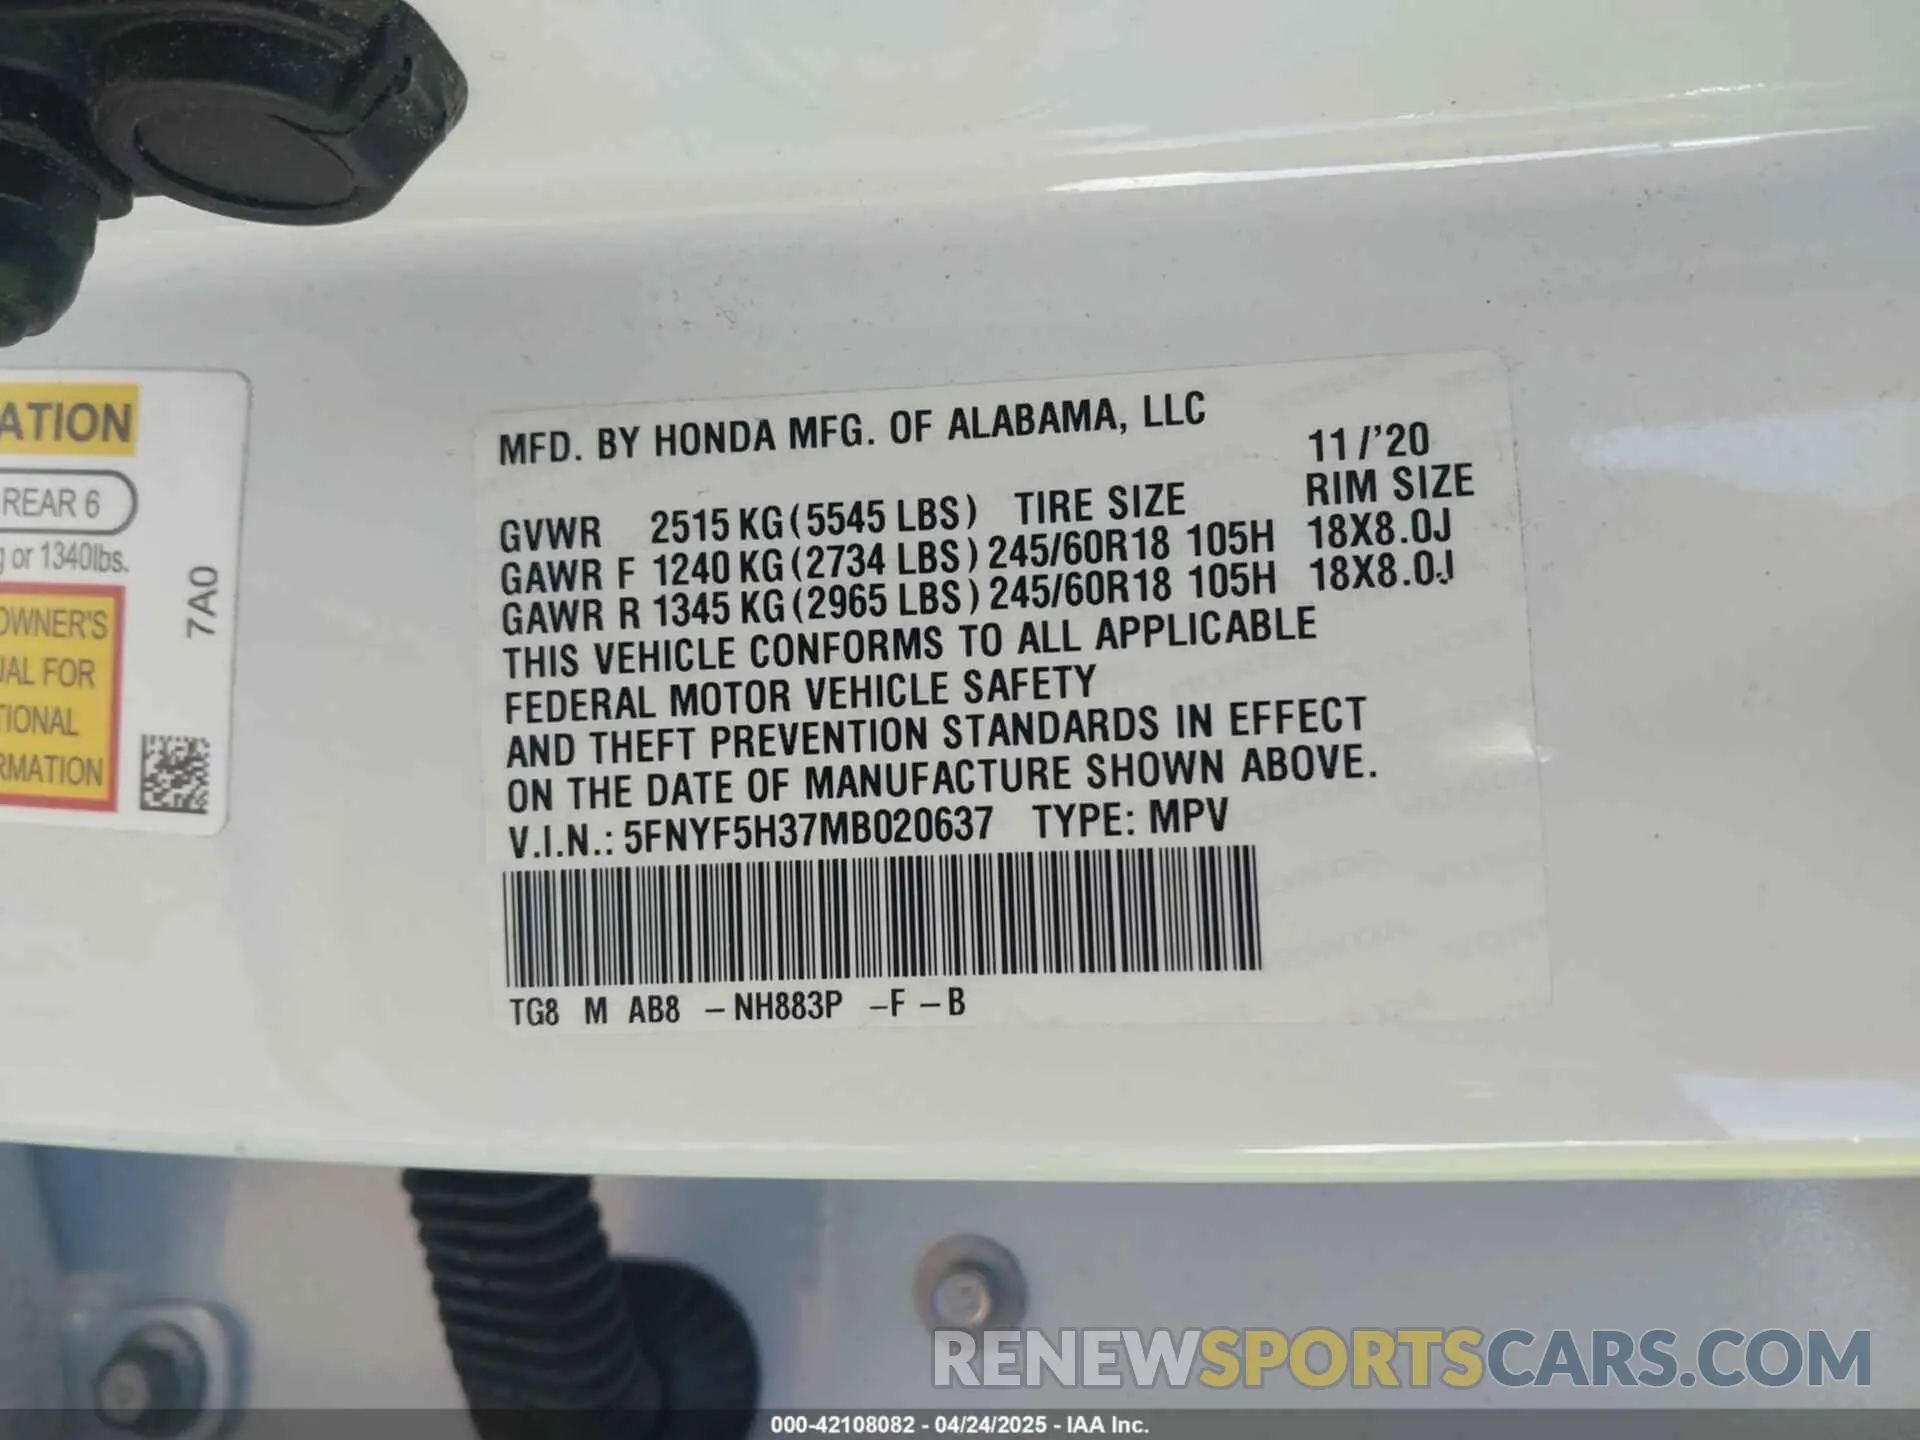 MFD. BY HONDA MFG. OF ALABAMA, LLC 11/'20
GVWR 2515 KG (5545 LBS) TIRE SIZE RIM SIZE
GAWR F 1240 KG (2734 LBS) 245/60R18 105H 18X8.0J
GAWR R 1345 KG (2965 LBS) 245/60R18 105H 18X8.0J
THIS VEHICLE CONFORMS TO ALL APPLICABLE
FEDERAL MOTOR VEHICLE SAFETY
AND THEFT PREVENTION STANDARDS IN EFFECT
ON THE DATE OF MANUFACTURE SHOWN ABOVE.
V.I.N.: 5FNYF5H37MB020637 TYPE: MPV
TG8 M AB8 -NH883P -F -B
ATION
REAR 6
or 1340lbs.
OWNER'S
UAL FOR
TIONAL
RMATION
7A0
RENEWSPORTSCARS.COM
000-42108082 - 04/24/2025 - IAA Inc.